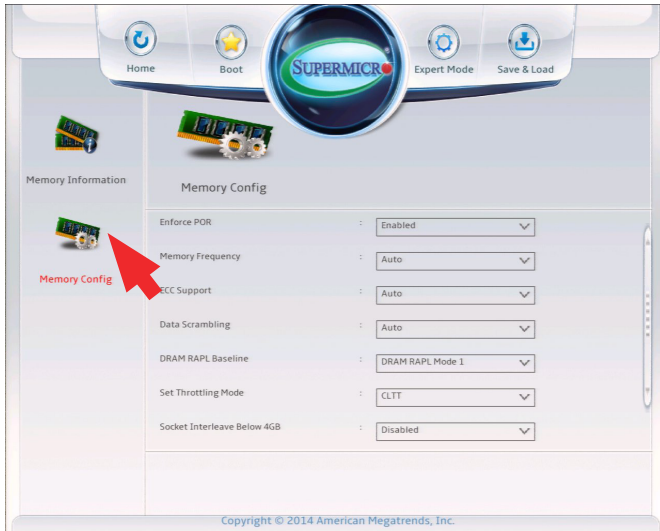 Home
Boot
SUPERMICR
Expert Mode
Save & Load
Memory Information
Memory Config
Memory Config
Enforce POR : Enabled
Memory Frequency : Auto
ECC Support : Auto
Data Scrambling : Auto
DRAM RAPL Baseline : DRAM RAPL Mode 1
Set Throttling Mode : CLTT
Socket Interleave Below 4GB : Disabled
Copyright © 2014 American Megatrends, Inc.